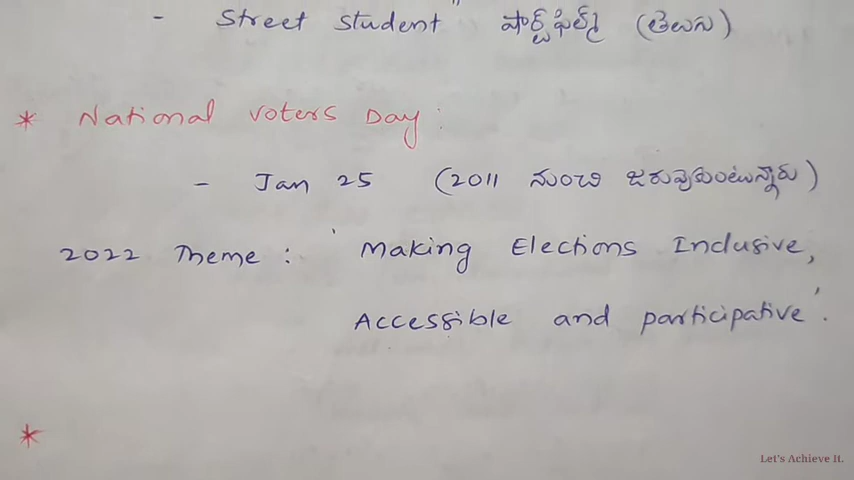 - Street Student" షార్ట్ ఫిల్మ్ (తెలుగు)
* National Voters Day :
- Jan 25 (2011 నుంచి జరుపుకుంటున్నారు)
2022 Theme : 'Making Elections Inclusive,
Accessible and participative'.
*
Let's Achieve It.